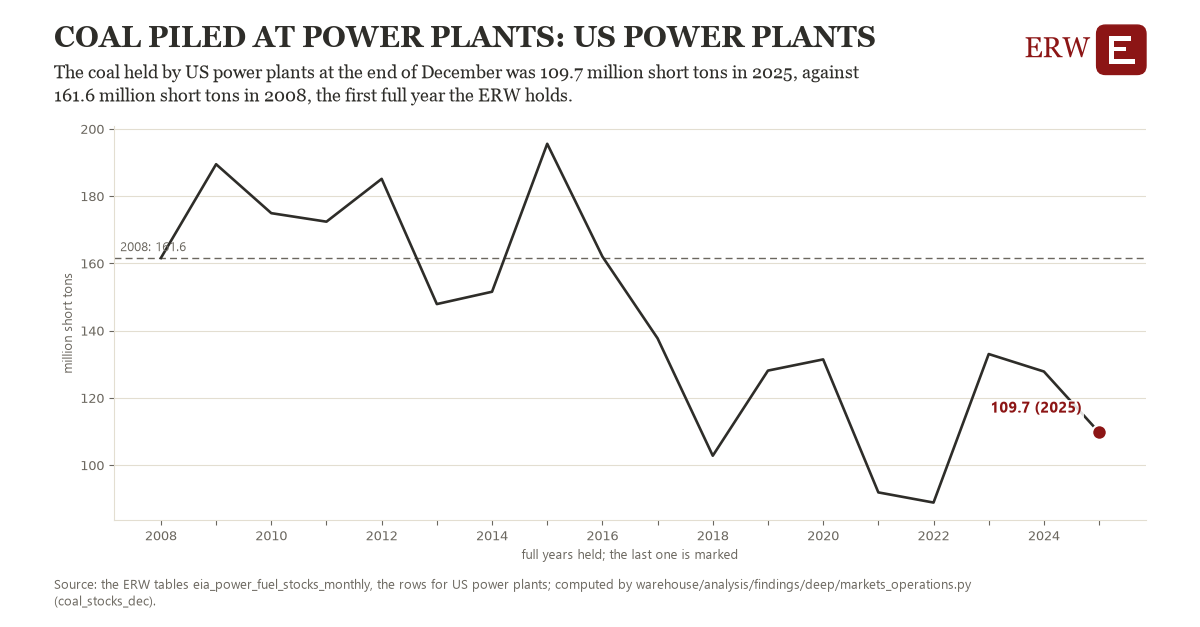 COAL PILED AT POWER PLANTS: US POWER PLANTS
The coal held by US power plants at the end of December was 109.7 million short tons in 2025, against
161.6 million short tons in 2008, the first full year the ERW holds.
ERW E
200
180
160
140
120
100
million short tons
2008: 161.6
109.7 (2025)
2008 2010 2012 2014 2016 2018 2020 2022 2024
full years held; the last one is marked
Source: the ERW tables eia_power_fuel_stocks_monthly, the rows for US power plants; computed by warehouse/analysis/findings/deep/markets_operations.py
(coal_stocks_dec).